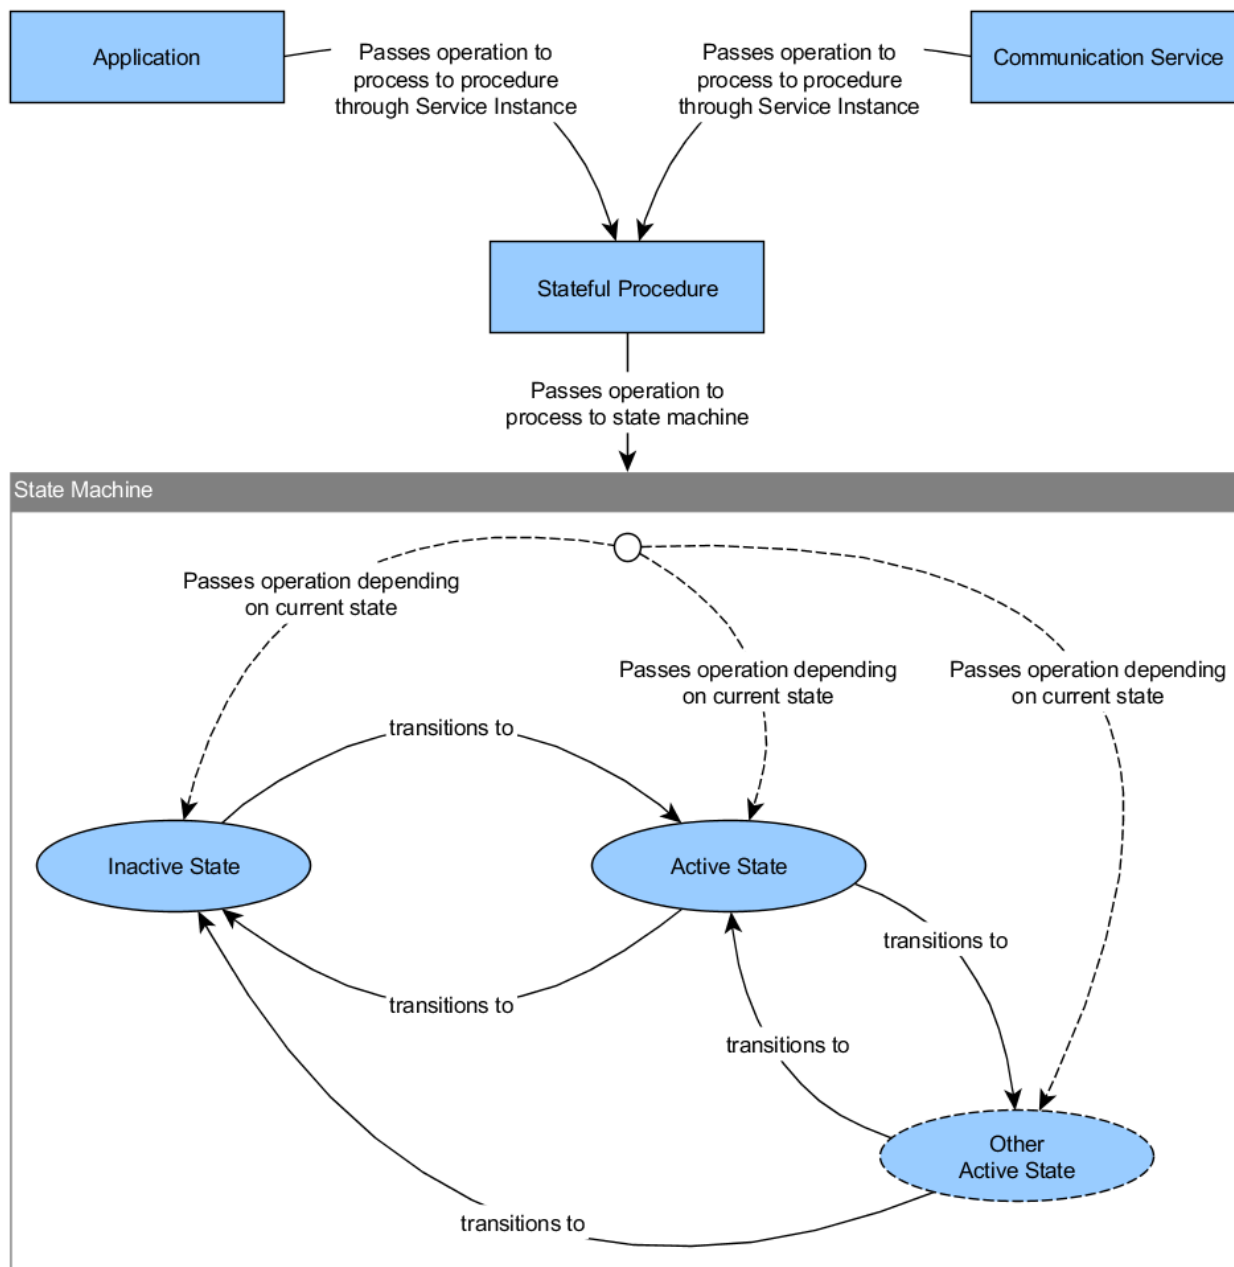 Application
Passes operation to
process to procedure
through Service Instance
Passes operation to
process to procedure
through Service Instance
Communication Service
Stateful Procedure
Passes operation to
process to state machine
State Machine
Passes operation depending
on current state
Passes operation depending
on current state
Passes operation depending
on current state
transitions to
Inactive State
Active State
transitions to
transitions to
transitions to
Other
Active State
transitions to